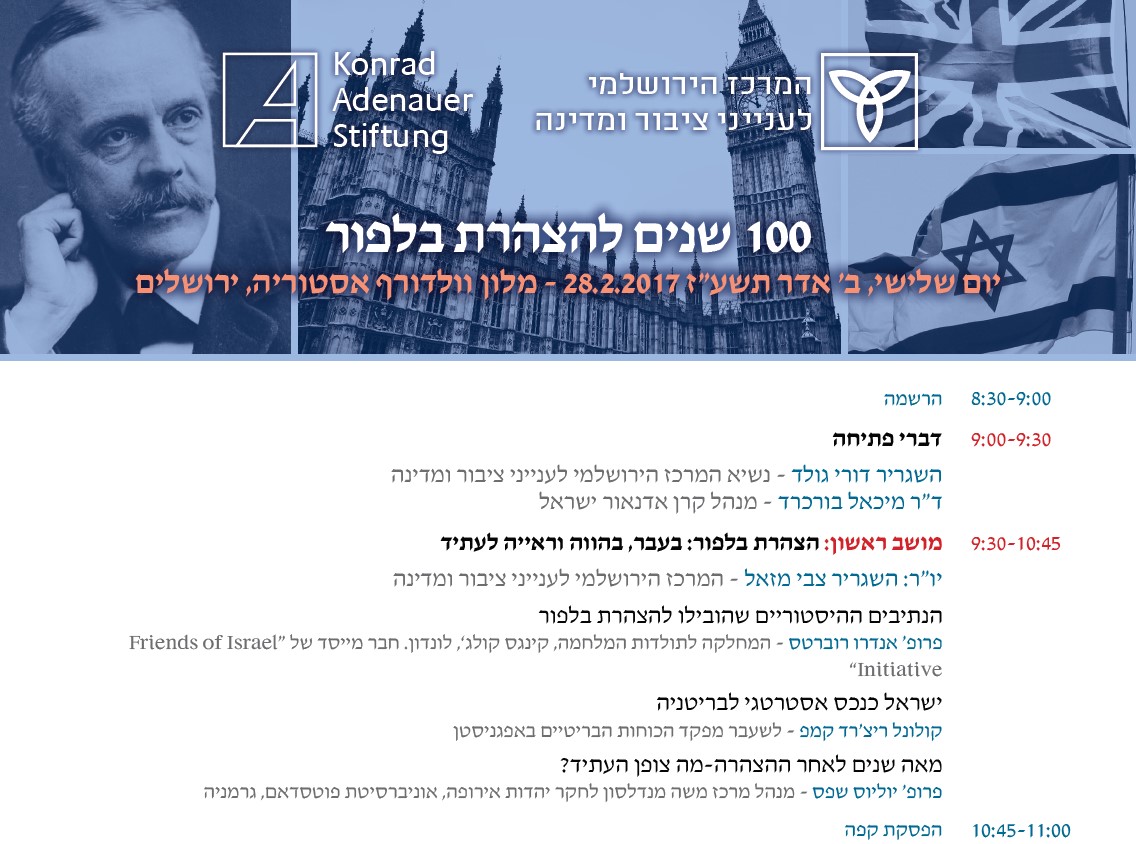 Konrad
Adenauer
Stiftung
המרכז הירושלמי
לענייני ציבור ומדינה
100 שנים להצהרת בלפור
יום שלישי, ב' אדר תשע"ז 28.2.2017 - מלון וולדורף אסטוריה, ירושלים
8:30-9:00 הרשמה
9:00-9:30 דברי פתיחה
השגריר דורי גולד - נשיא המרכז הירושלמי לענייני ציבור ומדינה
ד"ר מיכאל בורכרד - מנהל קרן אדנאור ישראל
9:30-10:45 מושב ראשון: הצהרת בלפור: בעבר, בהווה וראייה לעתיד
יו"ר: השגריר צבי מזאל - המרכז הירושלמי לענייני ציבור ומדינה
הנתיבים ההיסטוריים שהובילו להצהרת בלפור
פרופ' אנדרו רוברטס - המחלקה לתולדות המלחמה, קינגס קולג', לונדון. חבר מייסד של "Friends of Israel
Initiative"
ישראל כנכס אסטרטגי לבריטניה
קולונל ריצ'רד קמפ - לשעבר מפקד הכוחות הבריטיים באפגניסטן
מאה שנים לאחר ההצהרה-מה צופן העתיד?
פרופ' יוליוס שפס - מנהל מרכז משה מנדלסון לחקר יהדות אירופה, אוניברסיטת פוטסדאם, גרמניה
10:45-11:00 הפסקת קפה